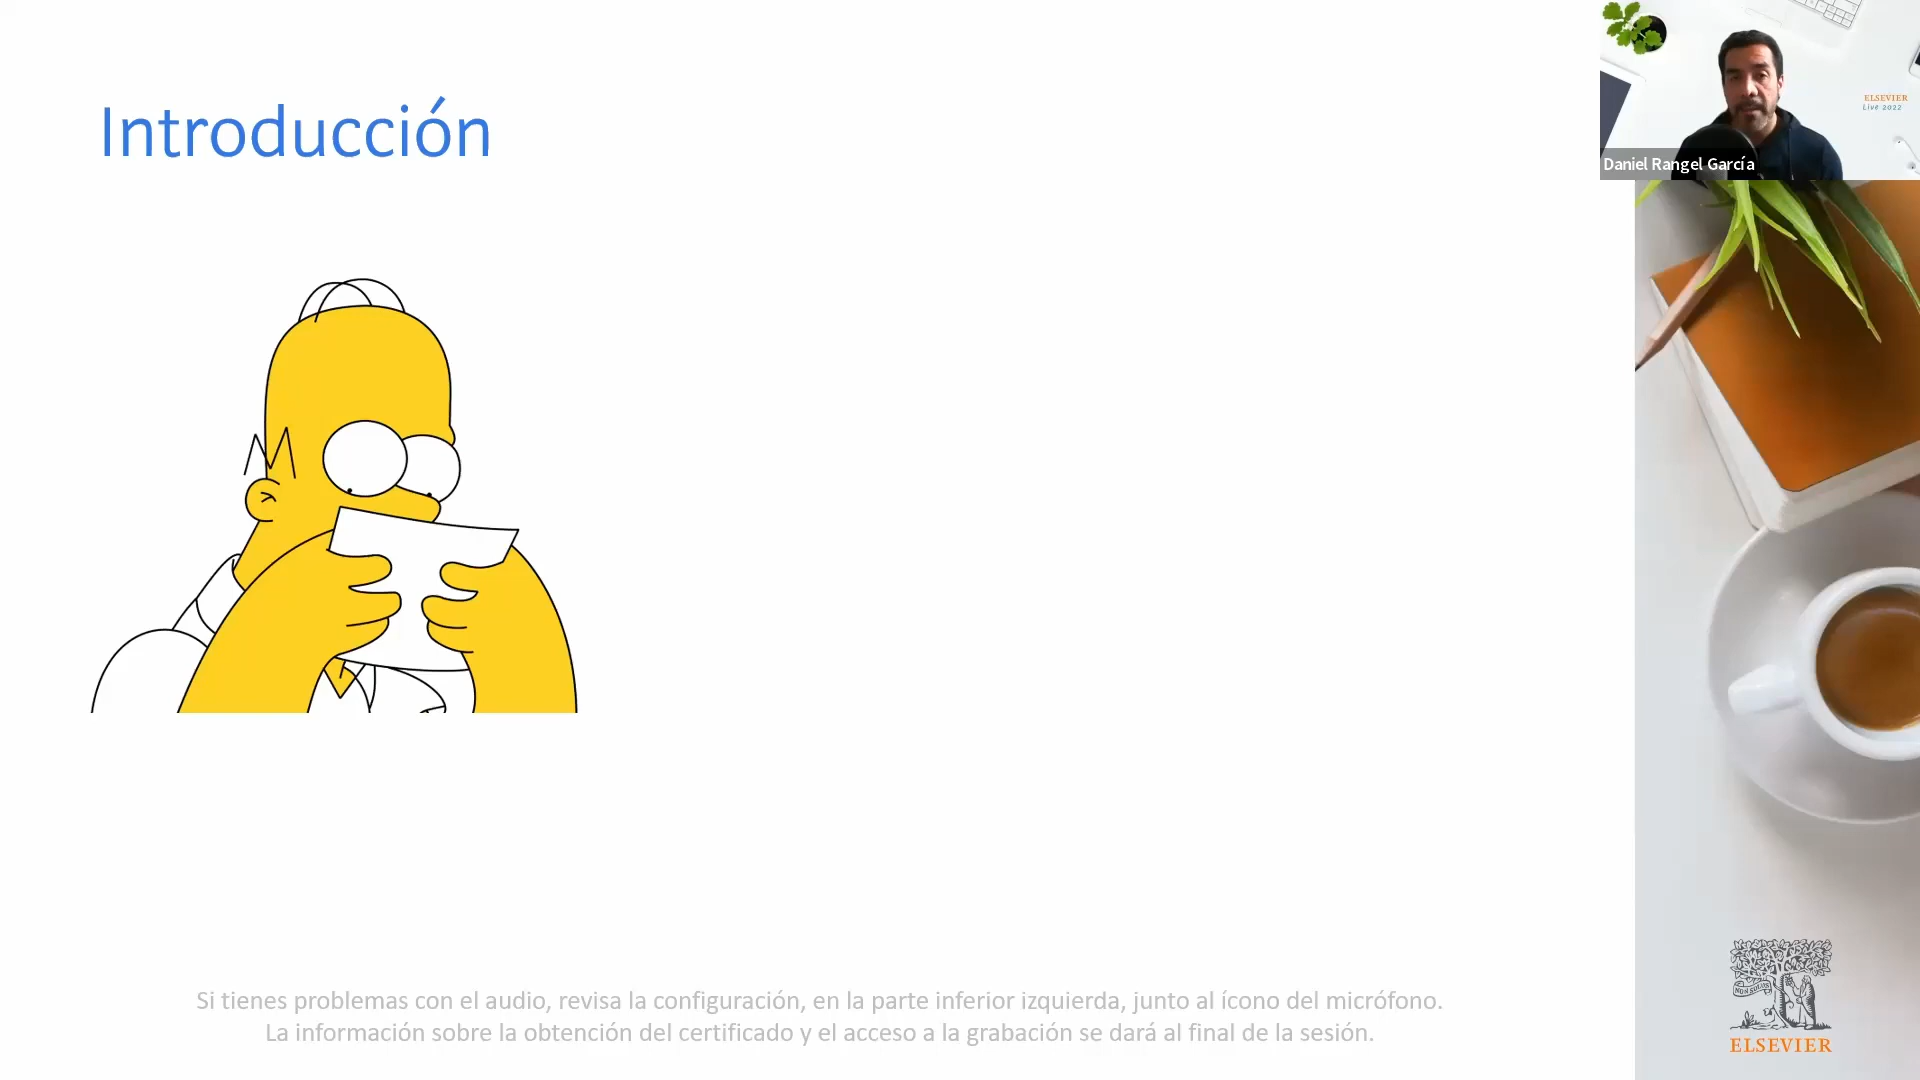 Introducción
ELSEVIER
Live 2022
Daniel Rangel García
NON SOLUS
Si tienes problemas con el audio, revisa la configuración, en la parte inferior izquierda, junto al ícono del micrófono.
La información sobre la obtención del certificado y el acceso a la grabación se dará al final de la sesión.
ELSEVIER